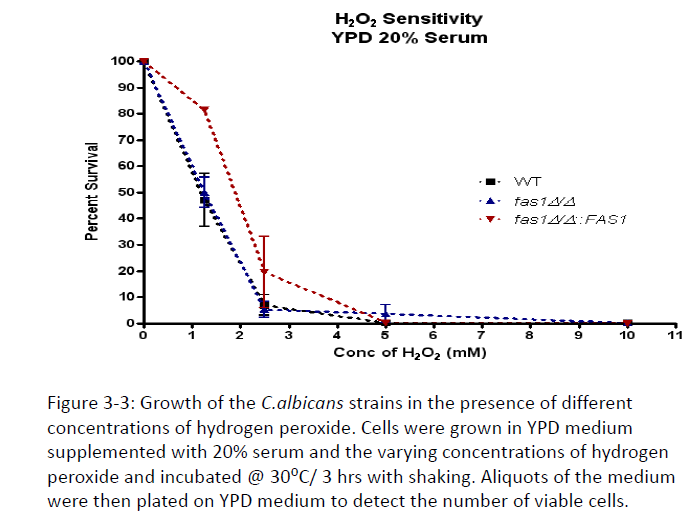 H₂O₂ Sensitivity
YPD 20% Serum
100
90
80
70
60
50
40
30
20
10
0
Percent Survival
WT
fas1Δ/Δ
fas1Δ/Δ:FAS1
0 1 2 3 4 5 6 7 8 9 10 11
Conc of H₂O₂ (mM)
Figure 3-3: Growth of the C.albicans strains in the presence of different
concentrations of hydrogen peroxide. Cells were grown in YPD medium
supplemented with 20% serum and the varying concentrations of hydrogen
peroxide and incubated @ 30⁰C/ 3 hrs with shaking. Aliquots of the medium
were then plated on YPD medium to detect the number of viable cells.